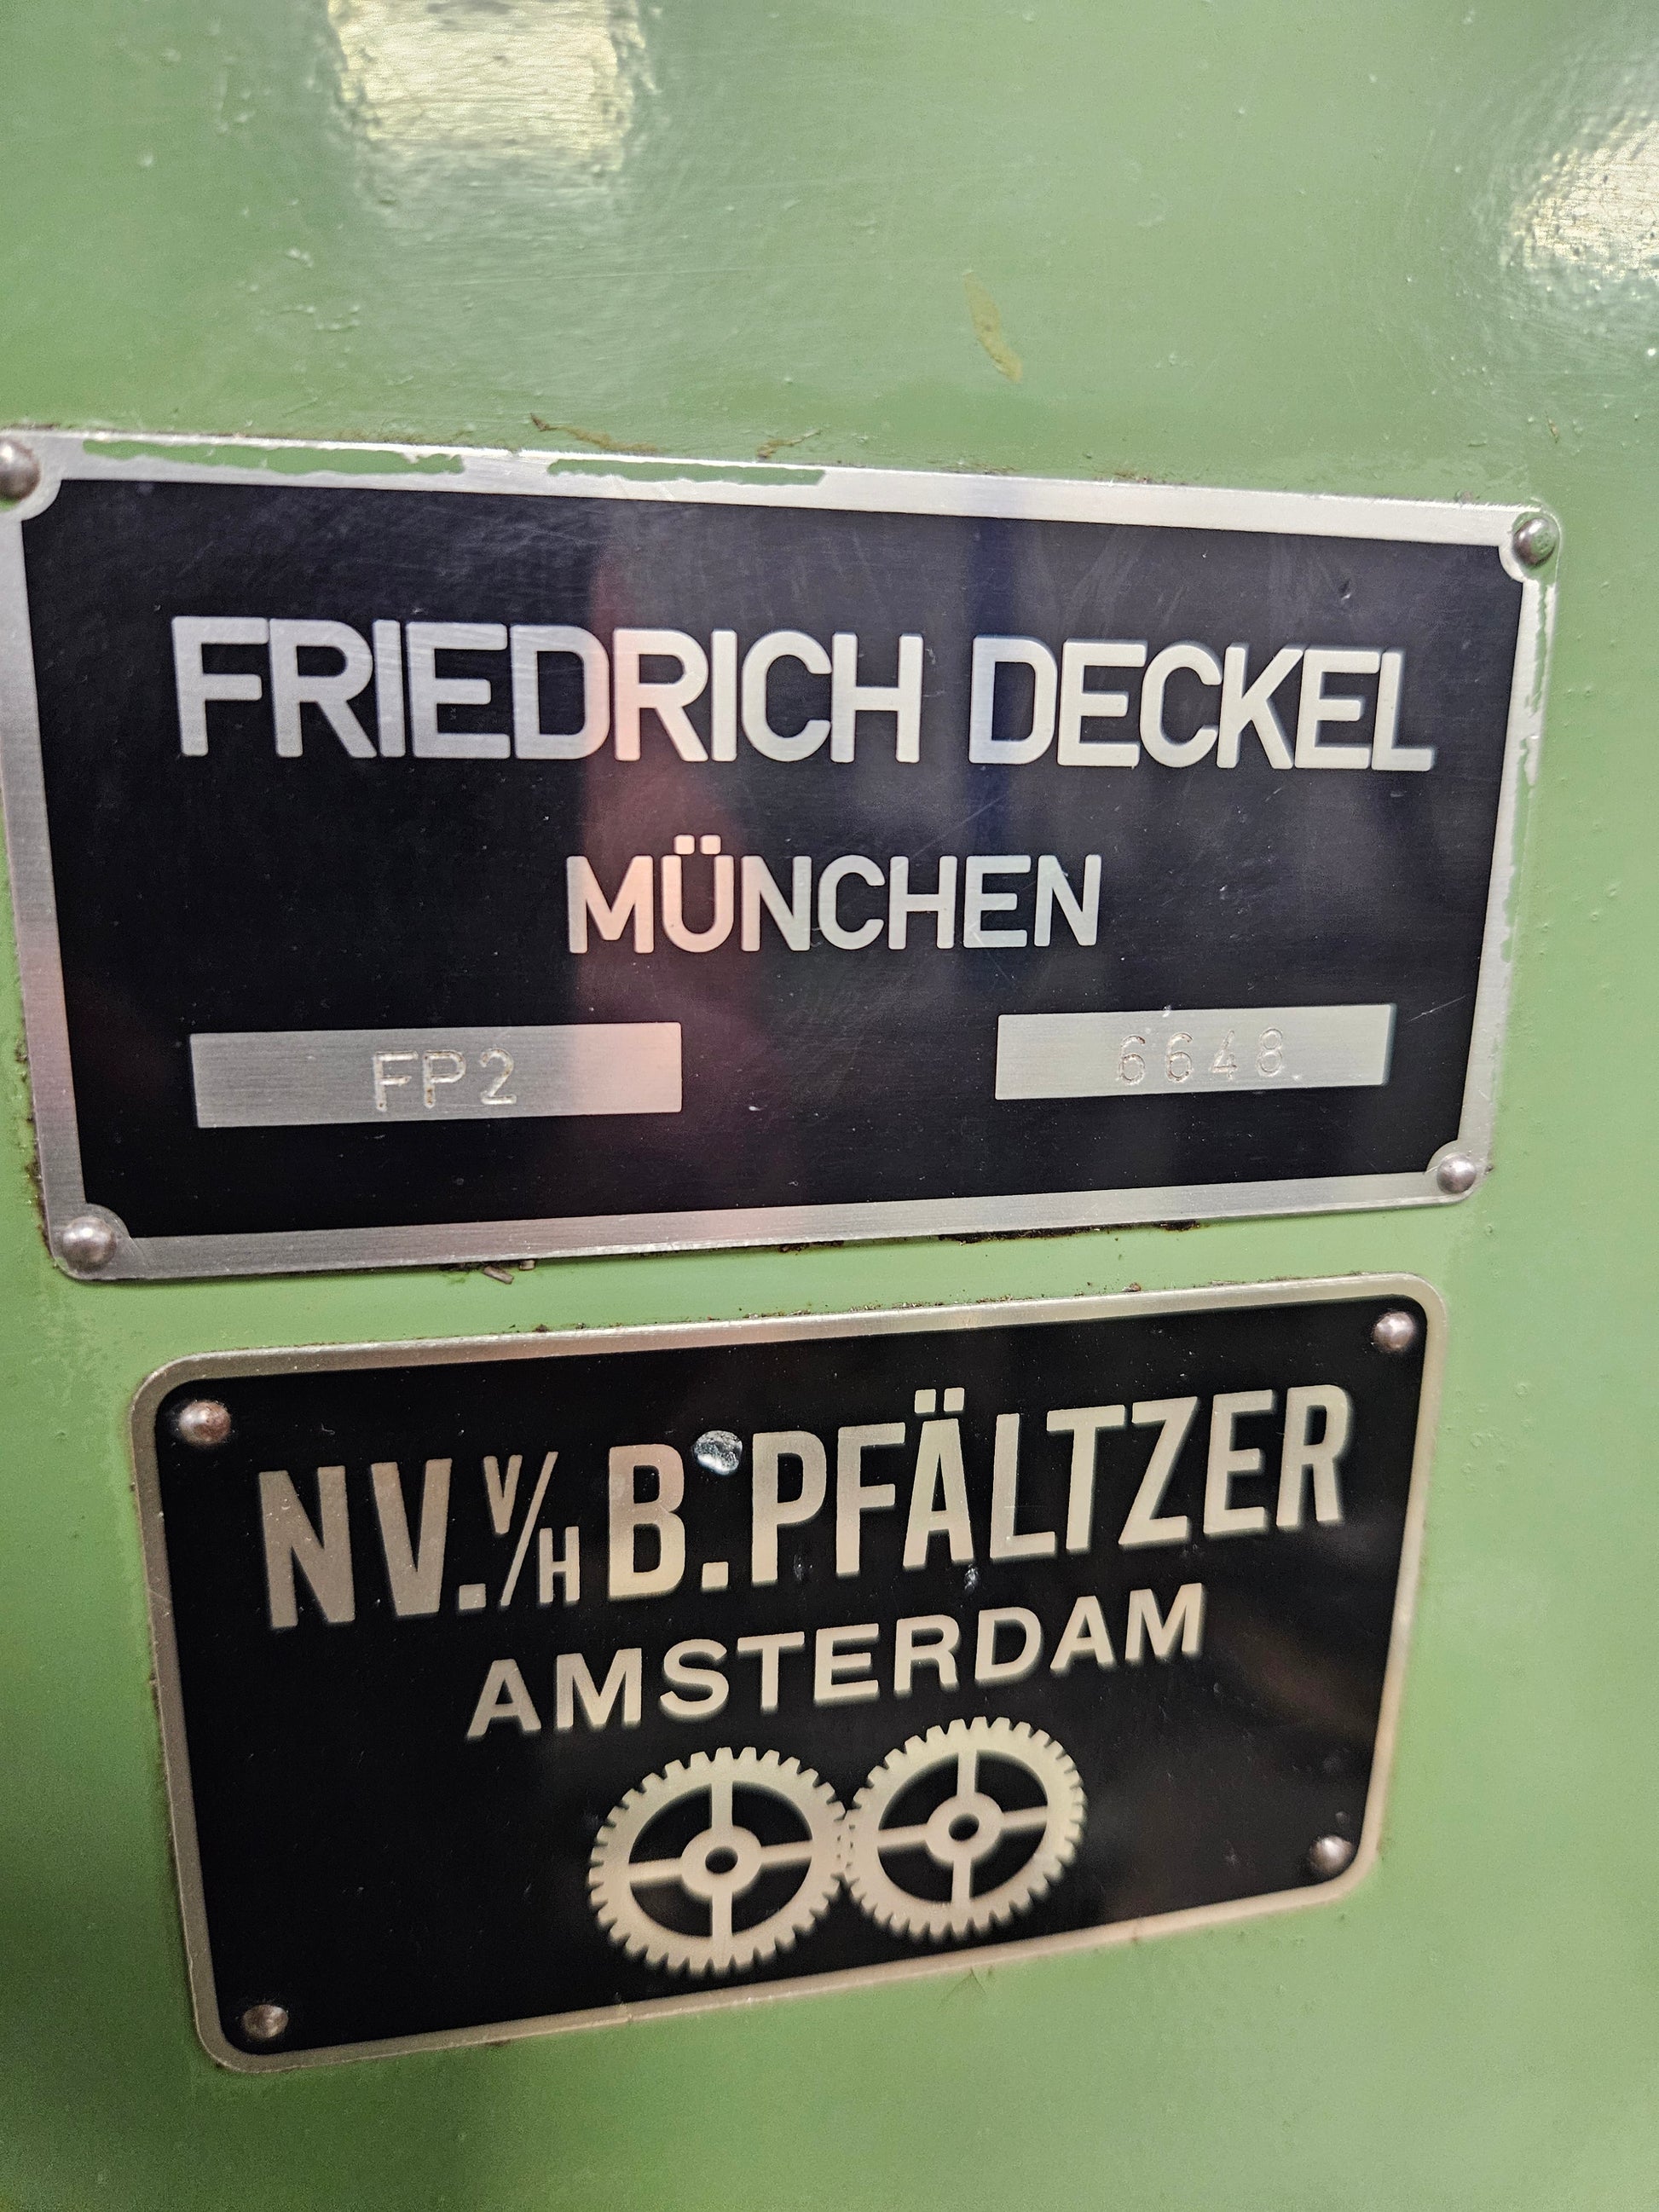 FRIEDRICH DECKEL
MÜNCHEN
FP2 6648
NV. V/H B. PFÄLTZER
AMSTERDAM